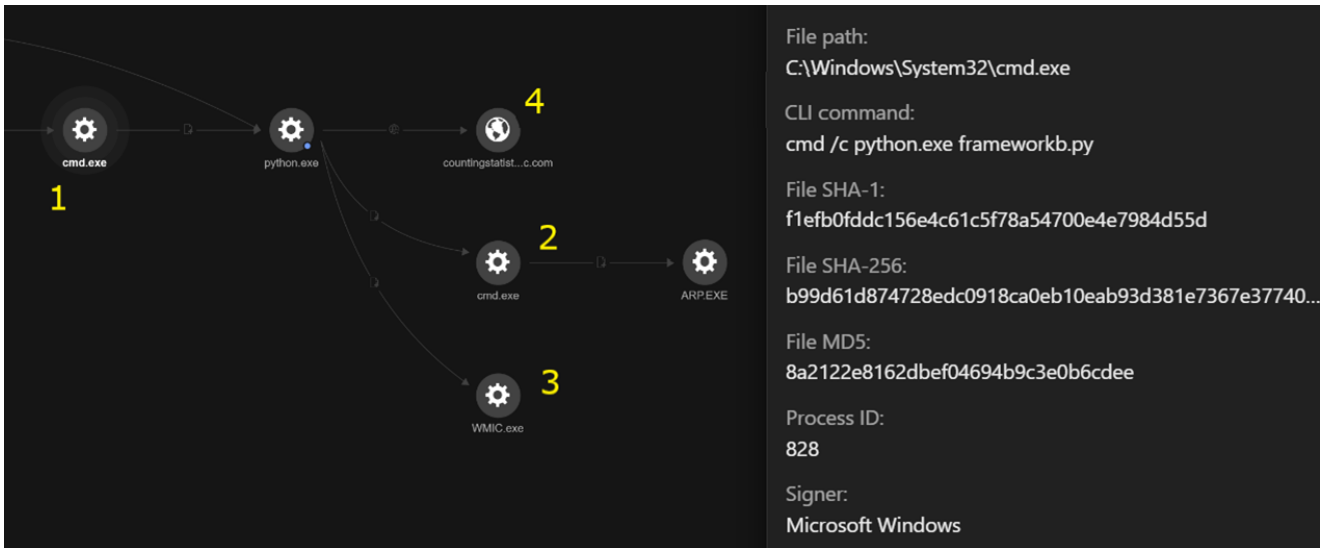 4
cmd.exe
python.exe
countingstatist...c.com
1
2
cmd.exe
ARP.EXE
3
WMIC.exe
File path:
C:\Windows\System32\cmd.exe
CLI command:
cmd /c python.exe frameworkb.py
File SHA-1:
f1efb0fddc156e4c61c5f78a54700e4e7984d55d
File SHA-256:
b99d61d874728edc0918ca0eb10eab93d381e7367e37740...
File MD5:
8a2122e8162dbef04694b9c3e0b6cdee
Process ID:
828
Signer:
Microsoft Windows